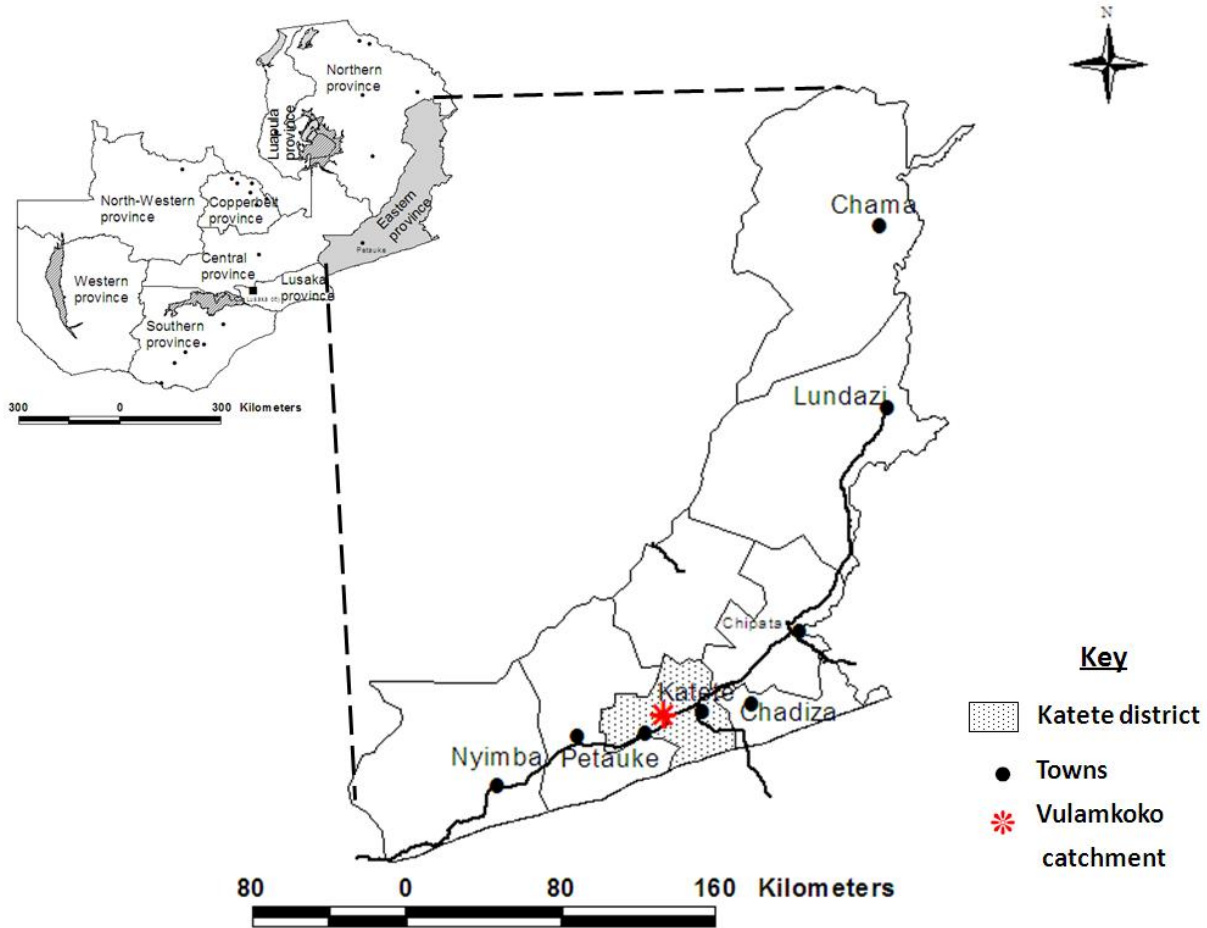 N
Northern
province
Luapula
province
North-Western
province
Copperbelt
province
Eastern
province
Petauke
Central
province
Lusaka
province
Lusaka city
Western
province
Southern
province
300 0 300 Kilometers
Chama
Lundazi
Chipata
Katete
Chadiza
Nyimba
Petauke
80 0 80 160 Kilometers
Key
Katete district
Towns
Vulamkoko
catchment